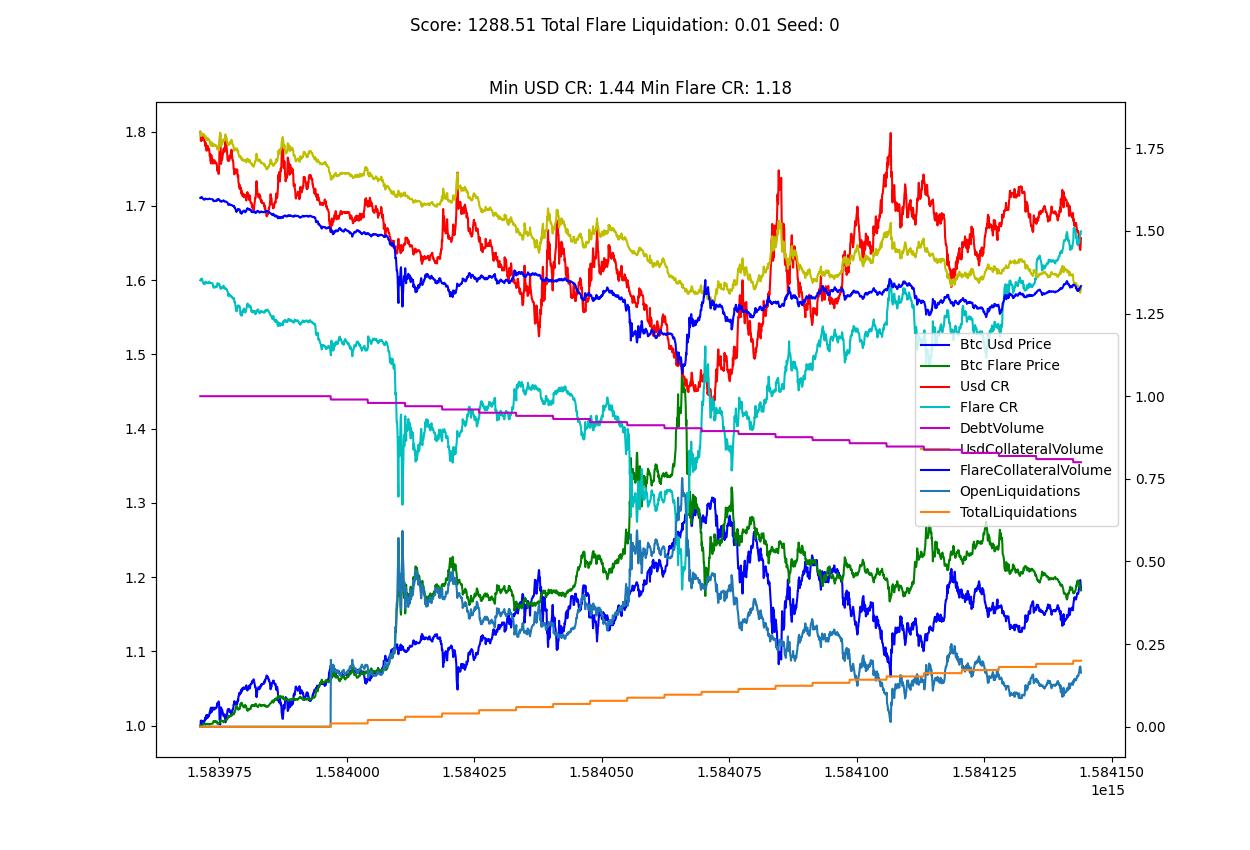 Score: 1288.51 Total Flare Liquidation: 0.01 Seed: 0
Min USD CR: 1.44 Min Flare CR: 1.18
1.8
1.7
1.6
1.5
1.4
1.3
1.2
1.1
1.0
1.75
1.50
1.25
1.00
0.75
0.50
0.25
0.00
Btc Usd Price
Btc Flare Price
Usd CR
Flare CR
DebtVolume
UsdCollateralVolume
FlareCollateralVolume
OpenLiquidations
TotalLiquidations
1.583975 1.584000 1.584025 1.584050 1.584075 1.584100 1.584125 1.584150
1e15